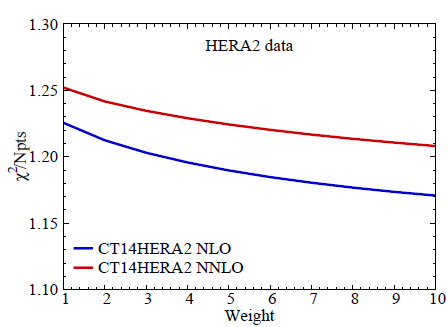 1.30
HERA2 data
1.25
1.20
χ²/Npts
1.15
CT14HERA2 NLO
CT14HERA2 NNLO
1.10
1 2 3 4 5 6 7 8 9 10
Weight